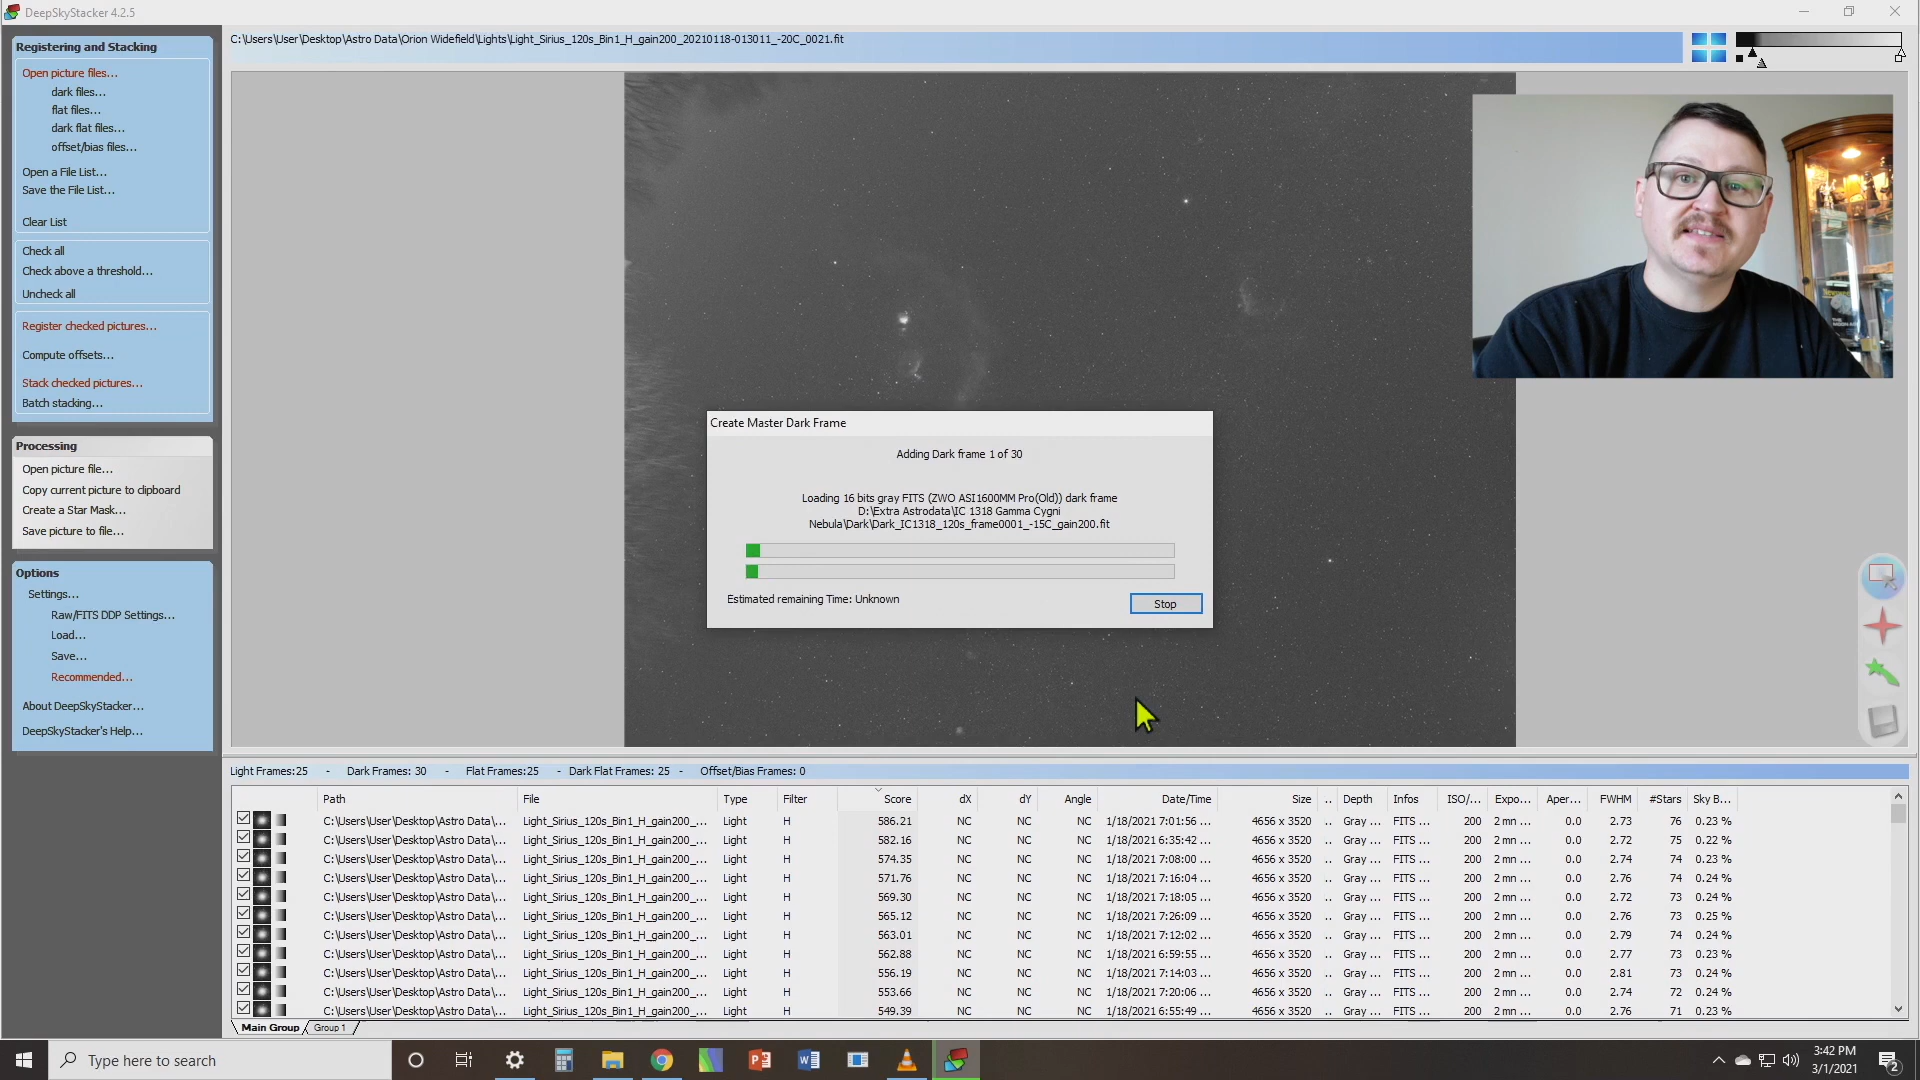 DeepSkyStacker 4.2.5
Registering and Stacking
Open picture files...
dark files...
flat files...
dark flat files...
offset/bias files...
Open a File List...
Save the File List...
Clear List
Check all
Check above a threshold...
Uncheck all
Register checked pictures...
Compute offsets...
Stack checked pictures...
Batch stacking...
Processing
Open picture file...
Copy current picture to clipboard
Create a Star Mask...
Save picture to file...
Options
Settings...
Raw/FITS DDP Settings...
Load...
Save...
Recommended...
About DeepSkyStacker...
DeepSkyStacker's Help...
C:\Users\User\Desktop\Astro Data\Orion Widefield\Lights\Light_Sirius_120s_Bin1_H_gain200_20210118-013011_-20C_0021.fit
Create Master Dark Frame
Adding Dark frame 1 of 30
Loading 16 bits gray FITS (ZWO ASI1600MM Pro(Old)) dark frame
D:\Extra Astrodata\IC 1318 Gamma Cygni
Nebula\Dark\Dark_IC1318_120s_frame0001_-15C_gain200.fit
Estimated remaining Time: Unknown
Stop
Light Frames:25 - Dark Frames: 30 - Flat Frames:25 - Dark Flat Frames: 25 - Offset/Bias Frames: 0
Path File Type Filter Score dX dY Angle Date/Time Size .. Depth Infos ISO/... Expo... Aper... FWHM #Stars Sky B...
C:\Users\User\Desktop\Astro Data\... Light_Sirius_120s_Bin1_H_gain200_... Light H 586.21 NC NC NC 1/18/2021 7:01:56 ... 4656 x 3520 .. Gray ... FITS ... 200 2 mn ... 0.0 2.73 76 0.23 %
C:\Users\User\Desktop\Astro Data\... Light_Sirius_120s_Bin1_H_gain200_... Light H 582.16 NC NC NC 1/18/2021 6:35:42 ... 4656 x 3520 .. Gray ... FITS ... 200 2 mn ... 0.0 2.72 75 0.22 %
C:\Users\User\Desktop\Astro Data\... Light_Sirius_120s_Bin1_H_gain200_... Light H 574.35 NC NC NC 1/18/2021 7:08:00 ... 4656 x 3520 .. Gray ... FITS ... 200 2 mn ... 0.0 2.74 74 0.23 %
C:\Users\User\Desktop\Astro Data\... Light_Sirius_120s_Bin1_H_gain200_... Light H 571.76 NC NC NC 1/18/2021 7:16:04 ... 4656 x 3520 .. Gray ... FITS ... 200 2 mn ... 0.0 2.76 74 0.24 %
C:\Users\User\Desktop\Astro Data\... Light_Sirius_120s_Bin1_H_gain200_... Light H 569.30 NC NC NC 1/18/2021 7:18:05 ... 4656 x 3520 .. Gray ... FITS ... 200 2 mn ... 0.0 2.72 73 0.24 %
C:\Users\User\Desktop\Astro Data\... Light_Sirius_120s_Bin1_H_gain200_... Light H 565.12 NC NC NC 1/18/2021 7:26:09 ... 4656 x 3520 .. Gray ... FITS ... 200 2 mn ... 0.0 2.76 73 0.25 %
C:\Users\User\Desktop\Astro Data\... Light_Sirius_120s_Bin1_H_gain200_... Light H 563.01 NC NC NC 1/18/2021 7:12:02 ... 4656 x 3520 .. Gray ... FITS ... 200 2 mn ... 0.0 2.79 74 0.24 %
C:\Users\User\Desktop\Astro Data\... Light_Sirius_120s_Bin1_H_gain200_... Light H 562.88 NC NC NC 1/18/2021 6:59:55 ... 4656 x 3520 .. Gray ... FITS ... 200 2 mn ... 0.0 2.77 73 0.23 %
C:\Users\User\Desktop\Astro Data\... Light_Sirius_120s_Bin1_H_gain200_... Light H 556.19 NC NC NC 1/18/2021 7:14:03 ... 4656 x 3520 .. Gray ... FITS ... 200 2 mn ... 0.0 2.81 73 0.24 %
C:\Users\User\Desktop\Astro Data\... Light_Sirius_120s_Bin1_H_gain200_... Light H 553.66 NC NC NC 1/18/2021 7:20:06 ... 4656 x 3520 .. Gray ... FITS ... 200 2 mn ... 0.0 2.74 72 0.24 %
C:\Users\User\Desktop\Astro Data\... Light_Sirius_120s_Bin1_H_gain200_... Light H 549.39 NC NC NC 1/18/2021 6:55:49 ... 4656 x 3520 .. Gray ... FITS ... 200 2 mn ... 0.0 2.76 71 0.23 %
Main Group Group 1
Type here to search
3:42 PM
3/1/2021
2